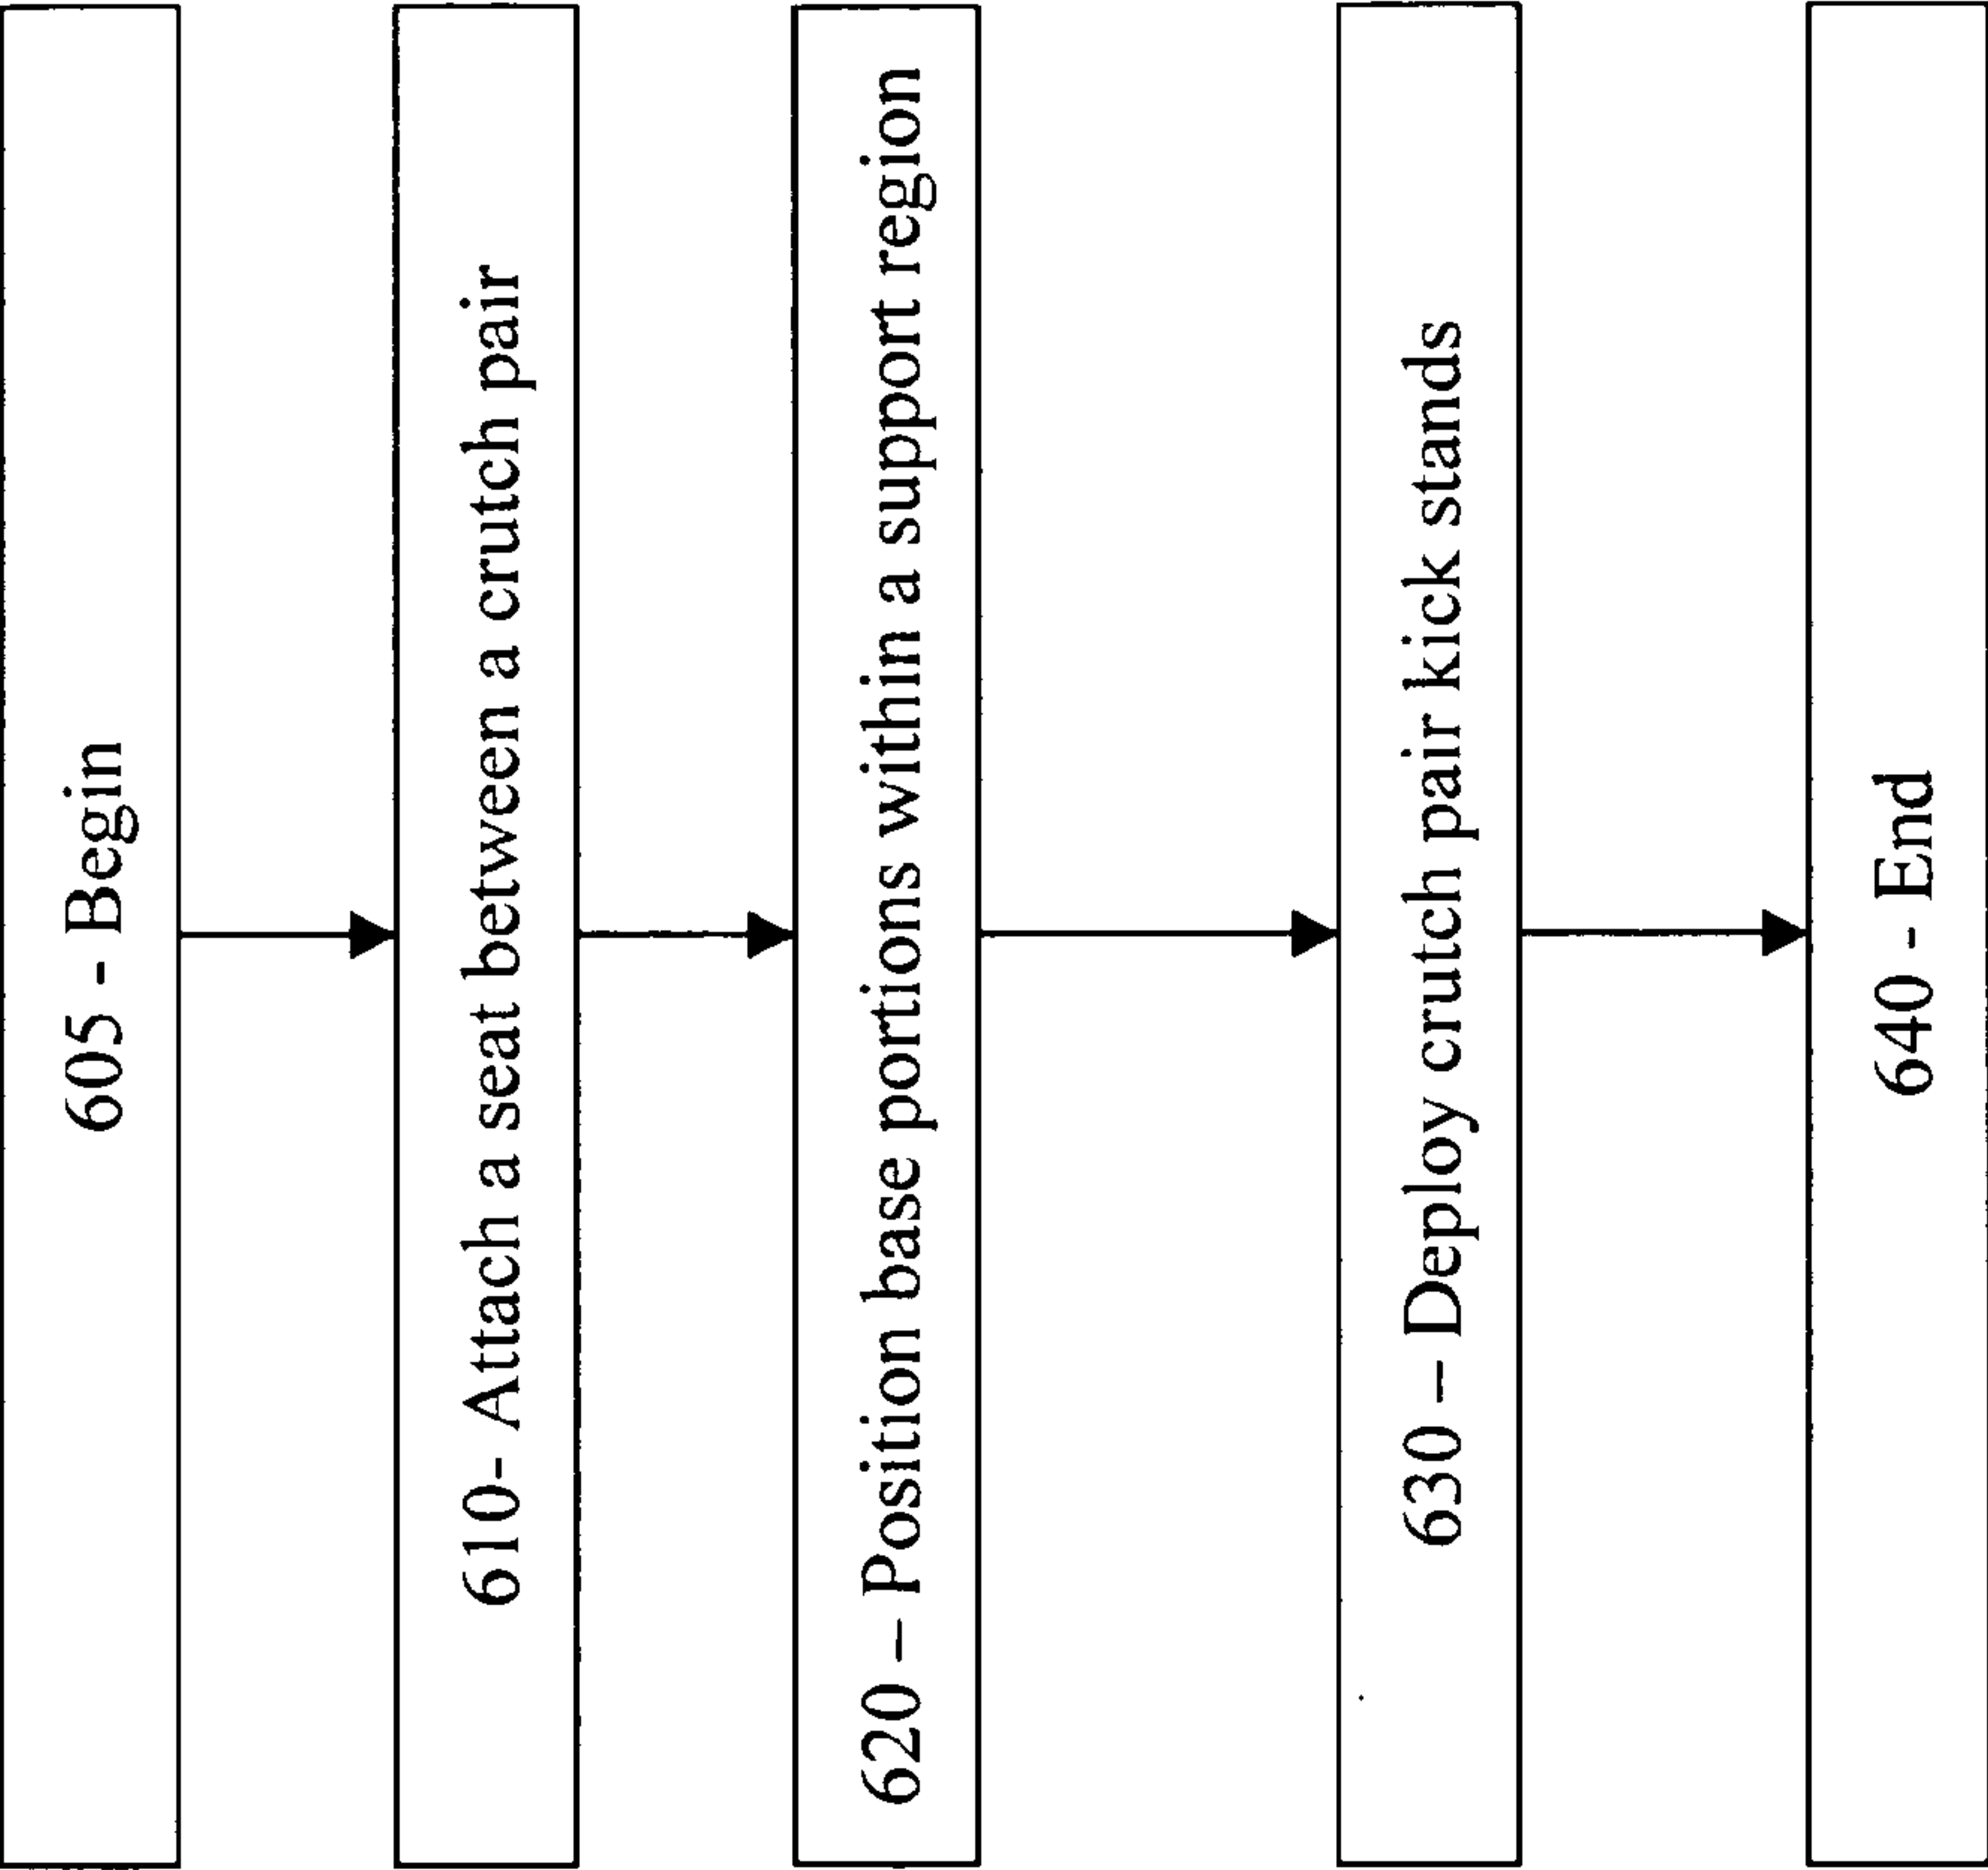 605 - Begin
610- Attach a seat between a crutch pair
620 – Position base portions within a support region
630 – Deploy crutch pair kick stands
640 - End